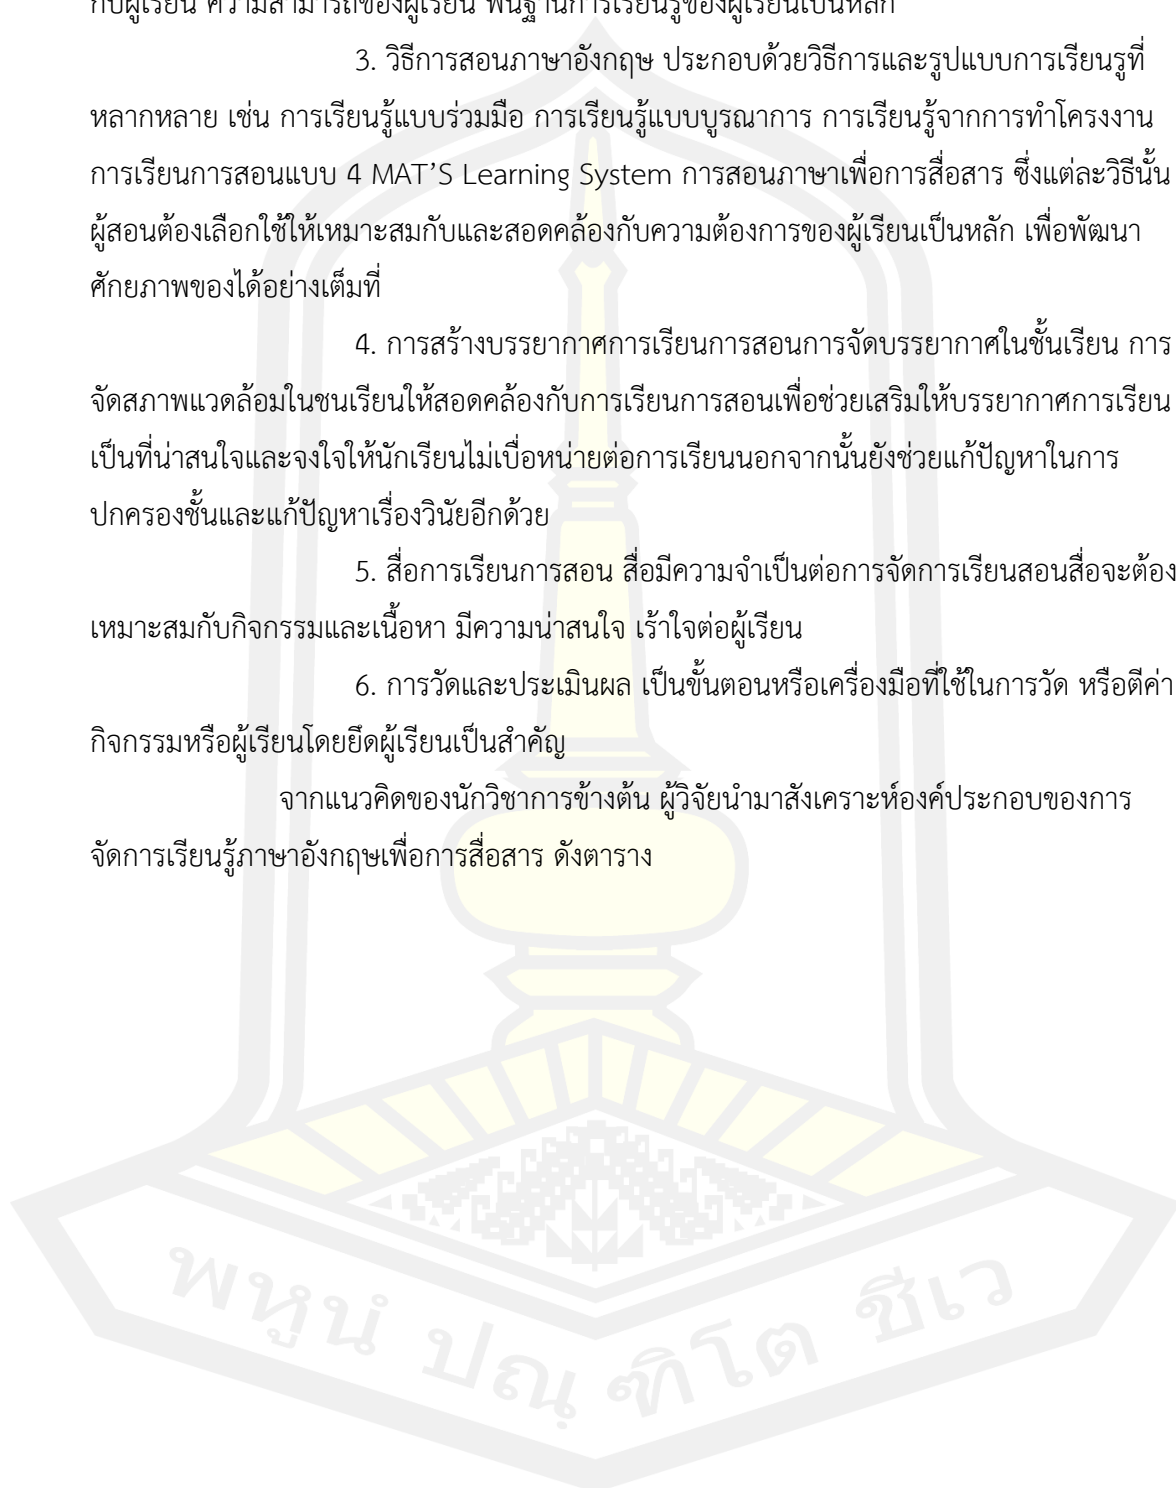 กับผู้เรียน ความสามารถของผู้เรียน พื้นฐานการเรียนรู้ของผู้เรียนเป็นหลัก
3. วิธีการสอนภาษาอังกฤษ ประกอบด้วยวิธีการและรูปแบบการเรียนรูที่
หลากหลาย เช่น การเรียนรู้แบบร่วมมือ การเรียนรู้แบบบูรณาการ การเรียนรู้จากการทำโครงงาน
การเรียนการสอนแบบ 4 MAT’S Learning System การสอนภาษาเพื่อการสื่อสาร ซึ่งแต่ละวิธีนั้น
ผู้สอนต้องเลือกใช้ให้เหมาะสมกับและสอดคล้องกับความต้องการของผู้เรียนเป็นหลัก เพื่อพัฒนา
ศักยภาพของได้อย่างเต็มที่
4. การสร้างบรรยากาศการเรียนการสอนการจัดบรรยากาศในชั้นเรียน การ
จัดสภาพแวดล้อมในชนเรียนให้สอดคล้องกับการเรียนการสอนเพื่อช่วยเสริมให้บรรยากาศการเรียน
เป็นที่น่าสนใจและจงใจให้นักเรียนไม่เบื่อหน่ายต่อการเรียนนอกจากนั้นยังช่วยแก้ปัญหาในการ
ปกครองชั้นและแก้ปัญหาเรื่องวินัยอีกด้วย
5. สื่อการเรียนการสอน สื่อมีความจำเป็นต่อการจัดการเรียนสอนสื่อจะต้อง
เหมาะสมกับกิจกรรมและเนื้อหา มีความน่าสนใจ เร้าใจต่อผู้เรียน
6. การวัดและประเมินผล เป็นขั้นตอนหรือเครื่องมือที่ใช้ในการวัด หรือตีค่า
กิจกรรมหรือผู้เรียนโดยยึดผู้เรียนเป็นสำคัญ
จากแนวคิดของนักวิชาการข้างต้น ผู้วิจัยนำมาสังเคราะห์องค์ประกอบของการ
จัดการเรียนรู้ภาษาอังกฤษเพื่อการสื่อสาร ดังตาราง
พหูนํ ปณฺฑิโต ชีเว